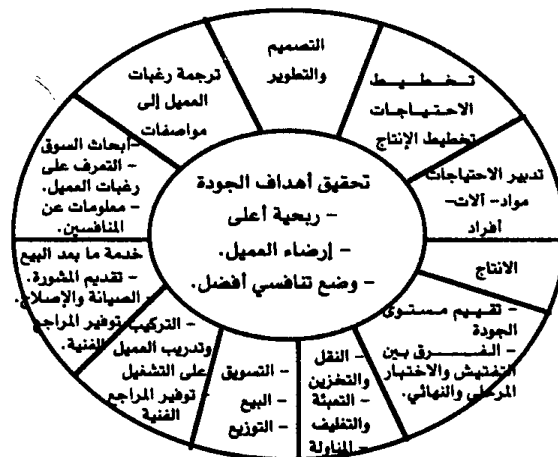 التصميم
والتطوير
تخطيط
الاحتياجات
تخطيط الإنتاج
تدبير الاحتياجات
مواد- آلات-
أفراد
الانتاج
- تقييم مستوى
الجودة
- الفرق بين
التفتيش والاختبار
المرحلي والنهائي.
- النقل
والتخزين
- التعبئة
والتغليف
- المناولة
- التسويق
- البيع
- التوزيع
- التركيب
وتدريب العميل
على التشغيل
- توفير المراجع
الفنية
خدمة ما بعد البيع
- تقديم المشورة.
- الصيانة والإصلاح.
- توفير المراجع
الفنية.
-أبحاث السوق
- التعرف على
رغبات العميل.
- معلومات عن
المنافسين.
ترجمة رغبات
العميل إلى
مواصفات
تحقيق أهداف الجودة
- ربحية أعلى
- إرضاء العميل.
- وضع تنافسي أفضل.